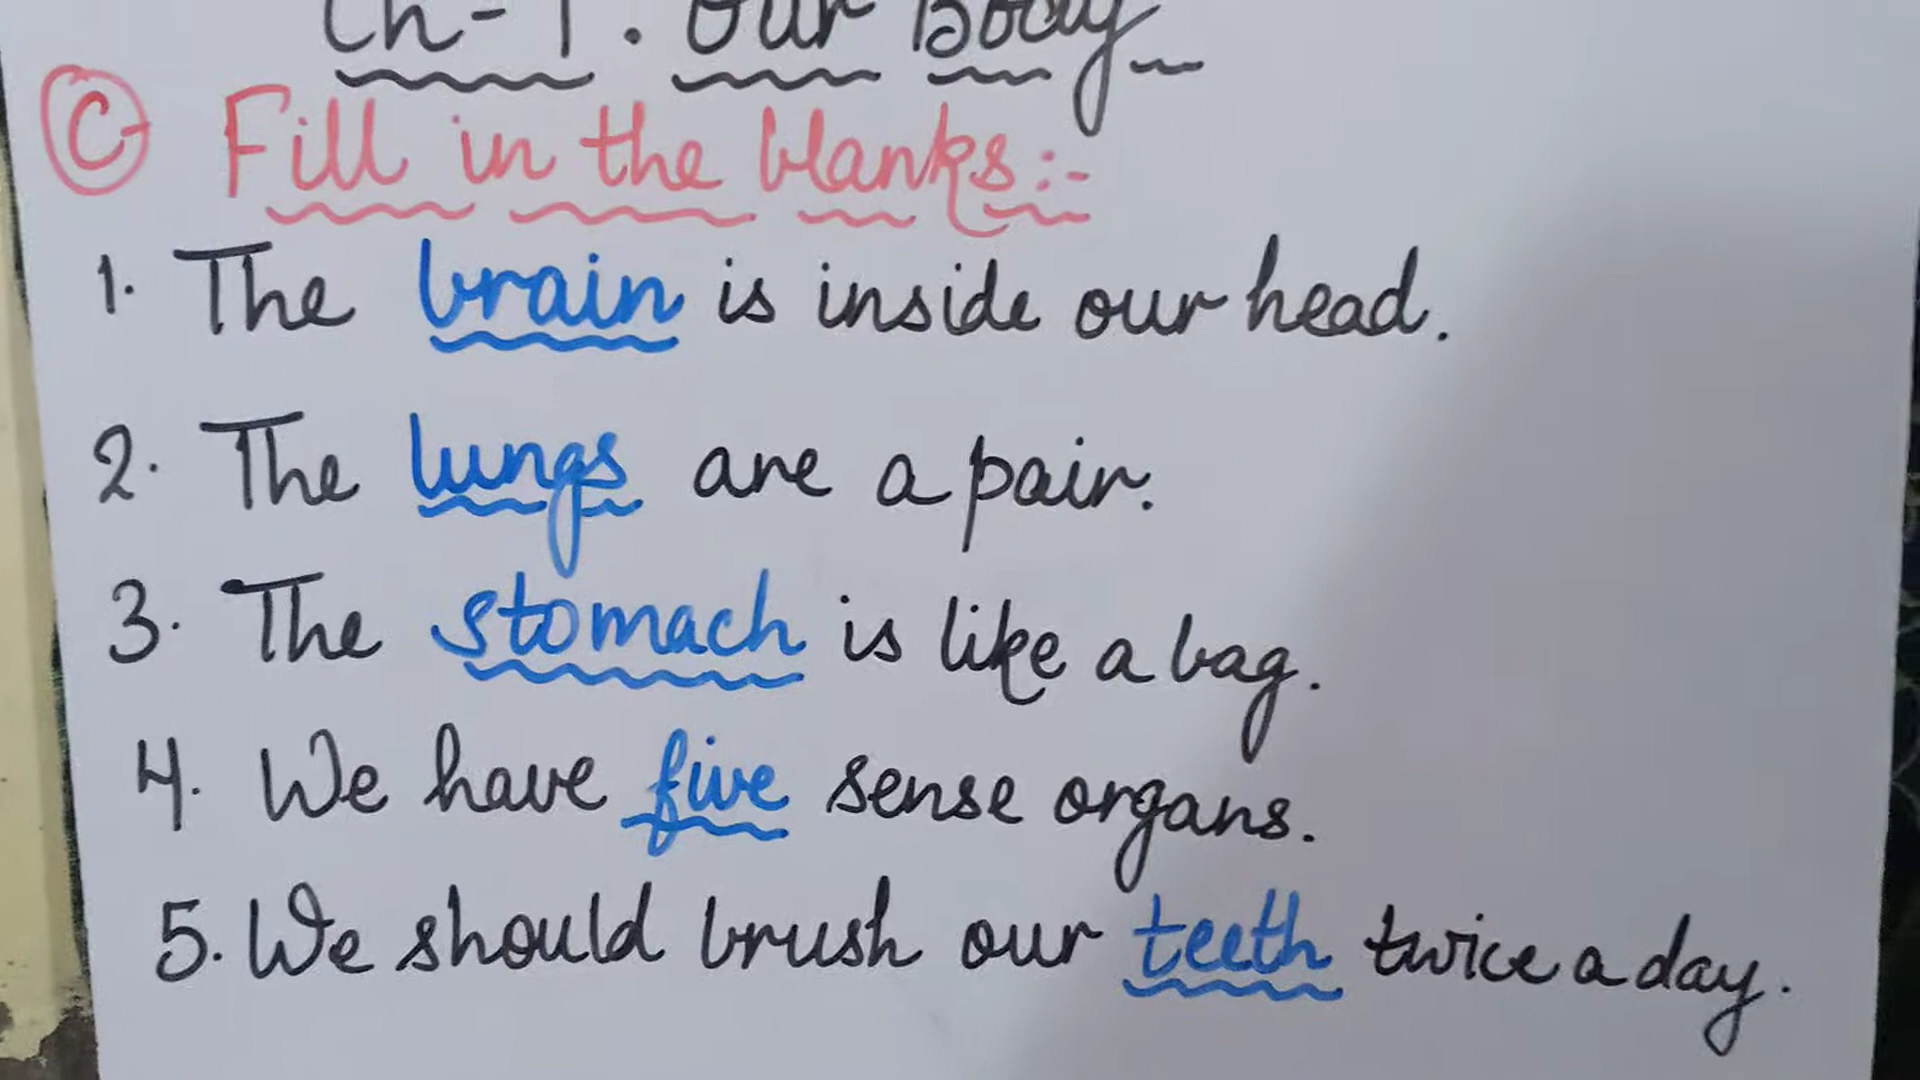 Ch-1. Our Body
C Fill in the blanks:-
1. The brain is inside our head.
2. The lungs are a pair.
3. The stomach is like a bag.
4. We have five sense organs.
5. We should brush our teeth twice a day.